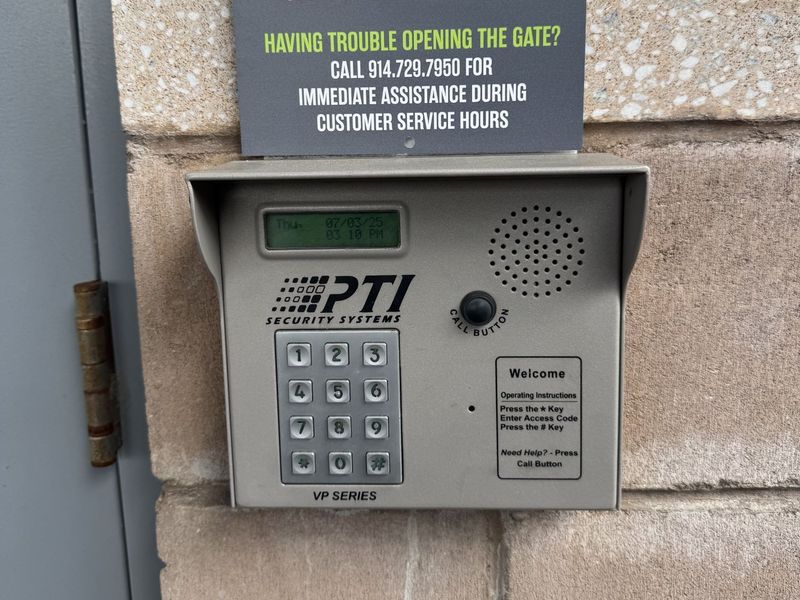 HAVING TROUBLE OPENING THE GATE?
CALL 914.729.7950 FOR
IMMEDIATE ASSISTANCE DURING
CUSTOMER SERVICE HOURS
Thu. 07/03/25
03 10 PM
PTI
SECURITY SYSTEMS
CALL BUTTON
1 2 3
4 5 6
7 8 9
* 0 #
VP SERIES
Welcome
Operating Instructions
Press the * Key
Enter Access Code
Press the # Key
Need Help? - Press
Call Button